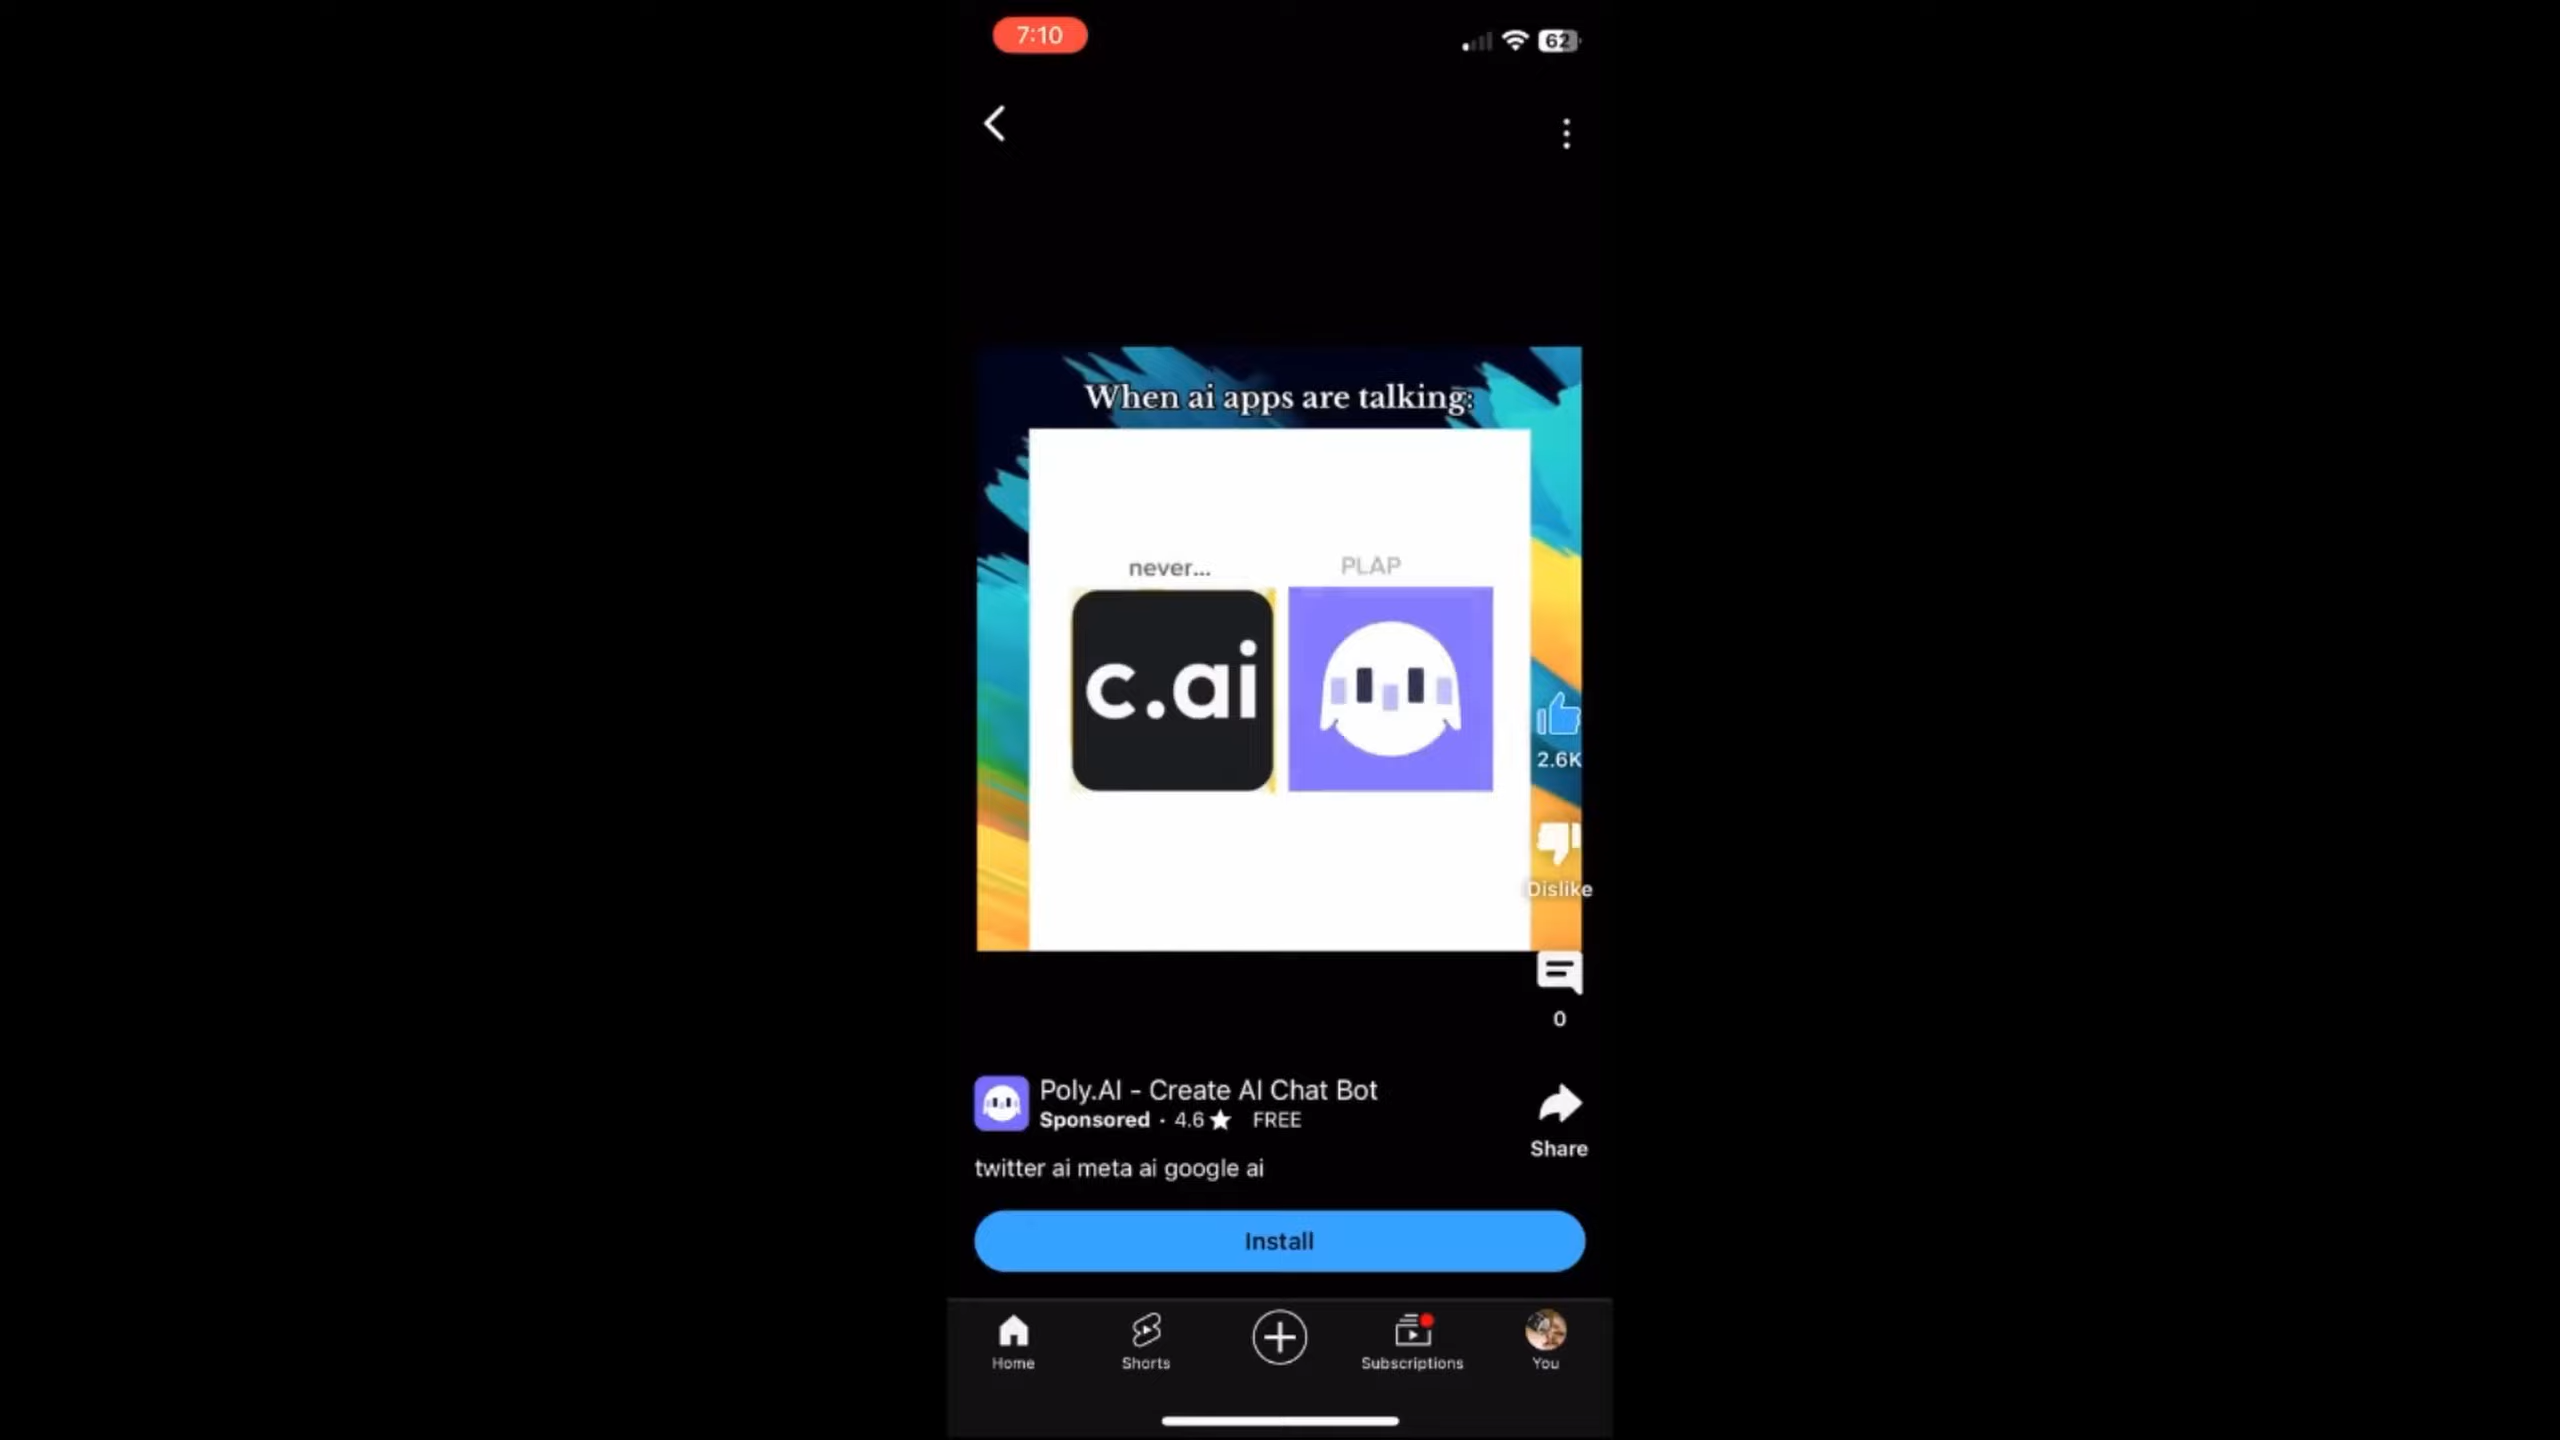 7:10
62
When ai apps are talking:
never...
PLAP
c.ai
2.6K
Dislike
0
Poly.AI - Create AI Chat Bot
Sponsored · 4.6★ FREE
Share
twitter ai meta ai google ai
Install
Home
Shorts
Subscriptions
You